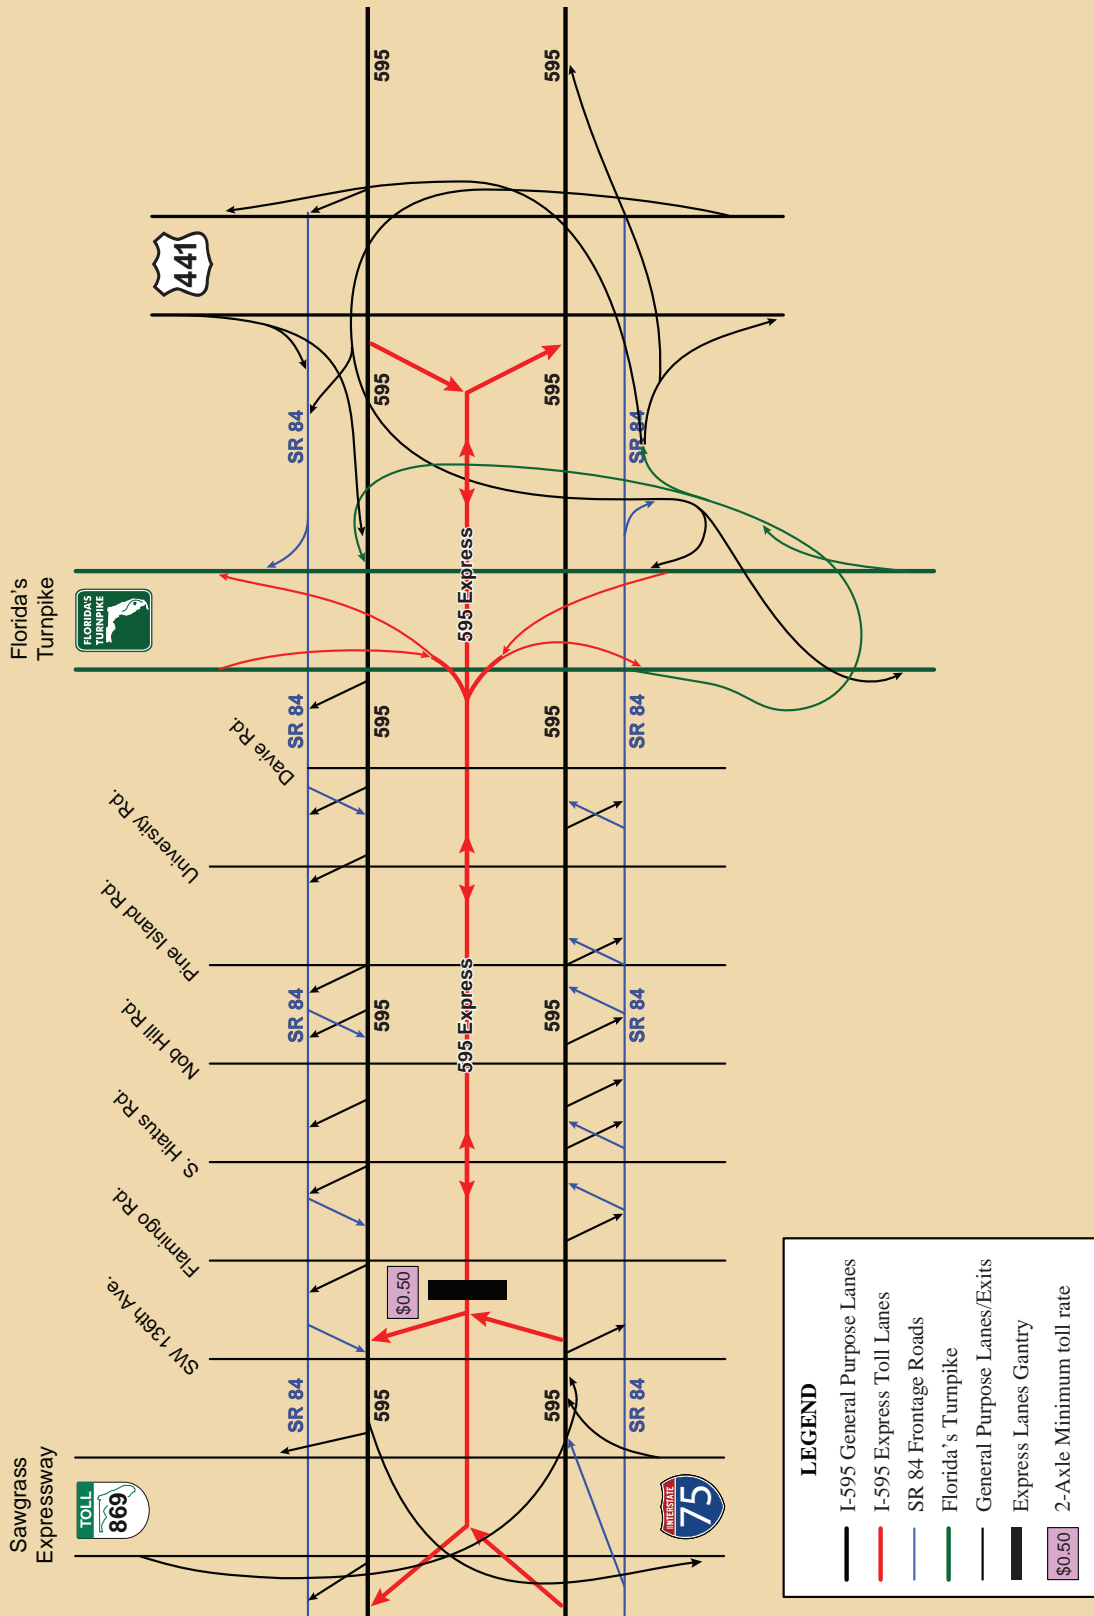 Sawgrass
Expressway
TOLL
869
Florida's
Turnpike
FLORIDA'S
TURNPIKE
441
SW 136th Ave.
Flamingo Rd.
S. Hiatus Rd.
Nob Hill Rd.
Pine Island Rd.
University Rd.
Davie Rd.
SR 84
SR 84
SR 84
SR 84
595
595
595
595
595
$0.50
595 Express
595 Express
595
595
595
595
595
SR 84
SR 84
SR 84
SR 84
INTERSTATE
75
LEGEND
I-595 General Purpose Lanes
I-595 Express Toll Lanes
SR 84 Frontage Roads
Florida's Turnpike
General Purpose Lanes/Exits
Express Lanes Gantry
$0.50 2-Axle Minimum toll rate